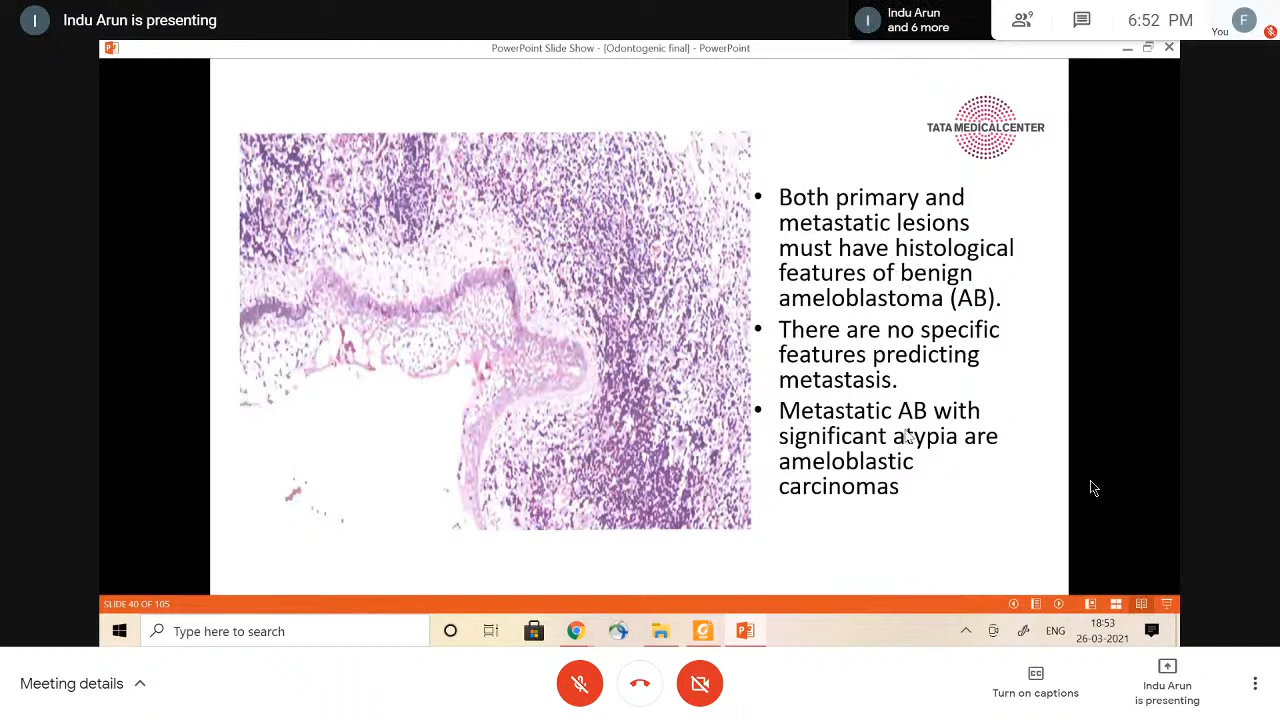 I Indu Arun is presenting
I Indu Arun
and 6 more
9
6:52 PM
F
You
PowerPoint Slide Show - [Odontogenic final] - PowerPoint
TATA MEDICAL CENTER
• Both primary and
metastatic lesions
must have histological
features of benign
ameloblastoma (AB).
• There are no specific
features predicting
metastasis.
• Metastatic AB with
significant atypia are
ameloblastic
carcinomas
SLIDE 40 OF 105
Type here to search
ENG
18:53
26-03-2021
Meeting details
Turn on captions
Indu Arun
is presenting